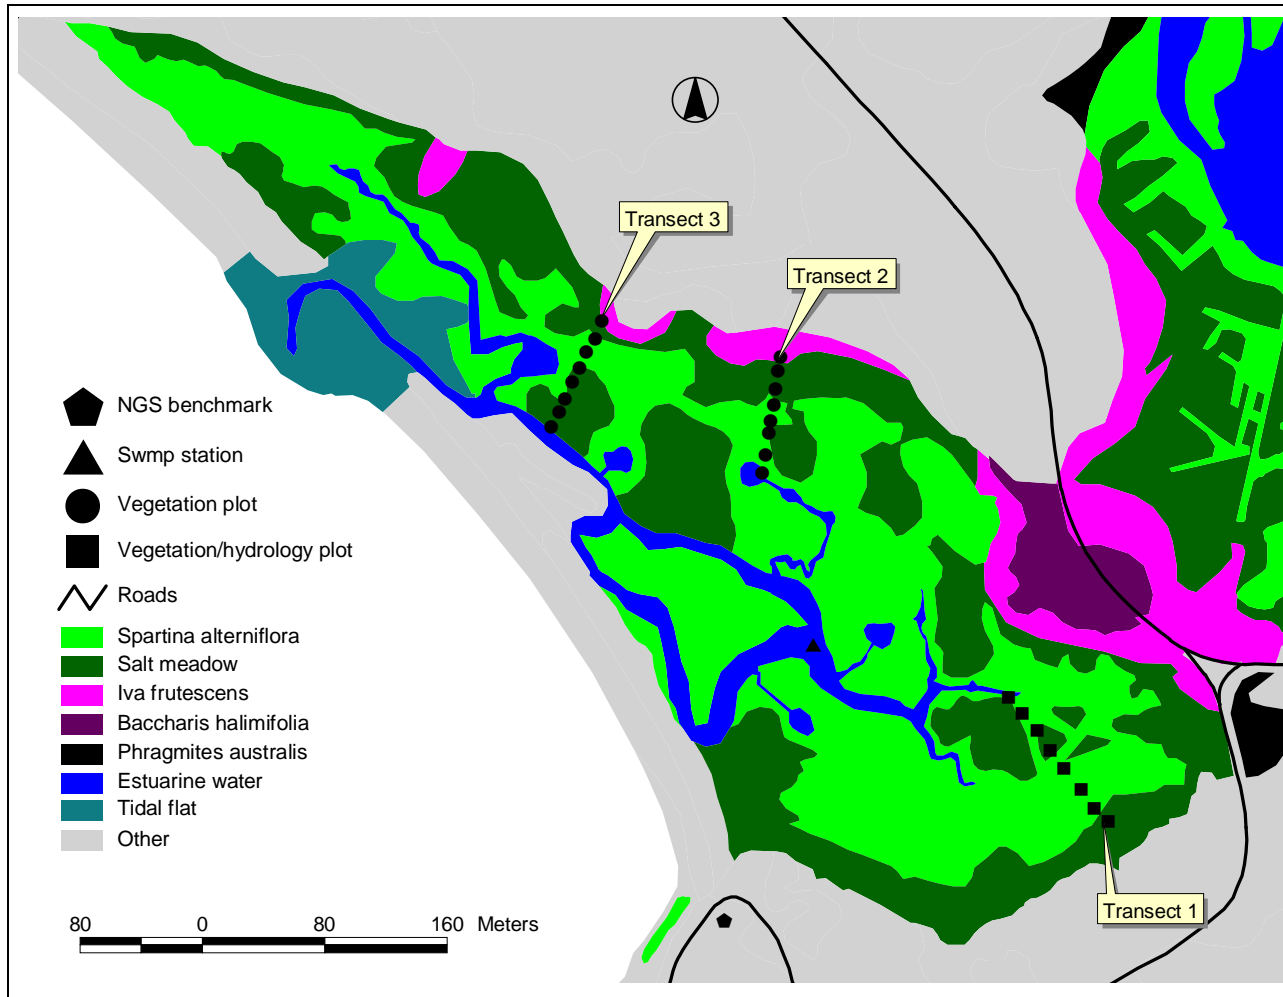 Transect 3
Transect 2
NGS benchmark
Swmp station
Vegetation plot
Vegetation/hydrology plot
Roads
Spartina alterniflora
Salt meadow
Iva frutescens
Baccharis halimifolia
Phragmites australis
Estuarine water
Tidal flat
Other
Transect 1
80 0 80 160 Meters